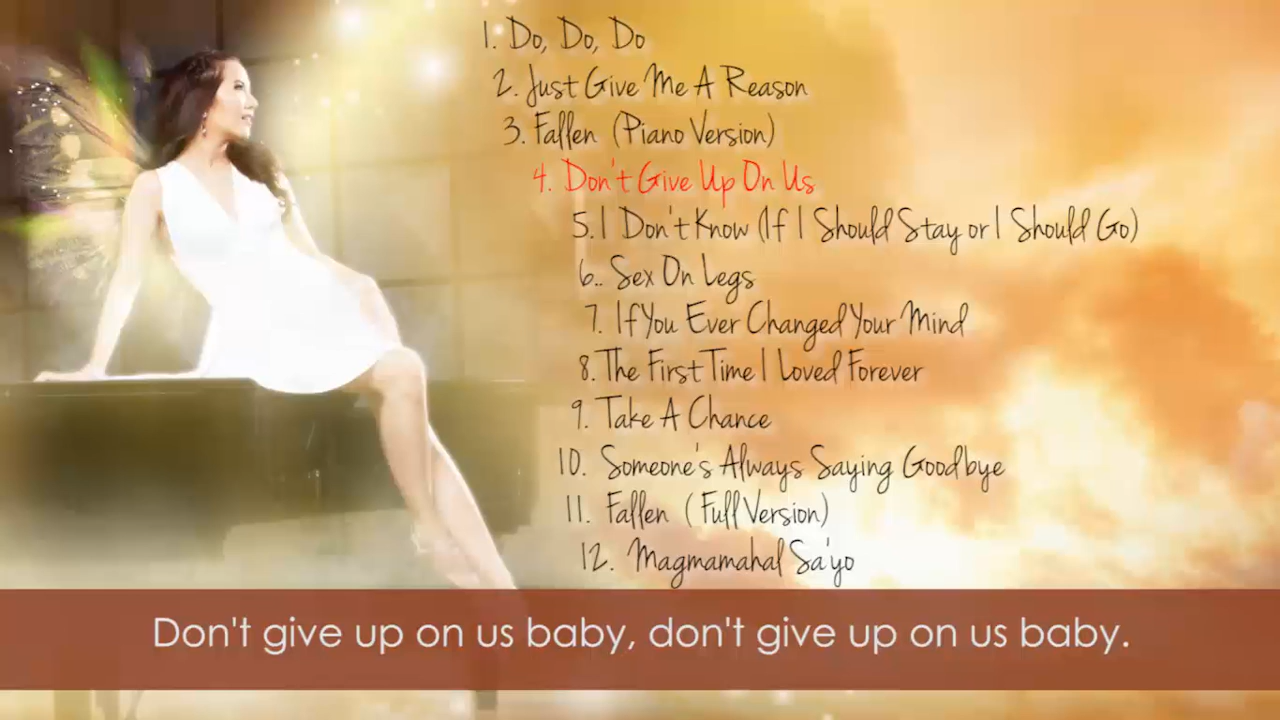 1. Do, Do, Do
2. Just Give Me A Reason
3. Fallen (Piano Version)
4. Don't Give Up On Us
5. I Don't Know (If I Should Stay or I Should Go)
6.. Sex On Legs
7. If You Ever Changed Your Mind
8. The First Time I Loved Forever
9. Take A Chance
10. Someone's Always Saying Goodbye
11. Fallen ( Full Version)
12. Magmamahal Sa'yo
Don't give up on us baby, don't give up on us baby.